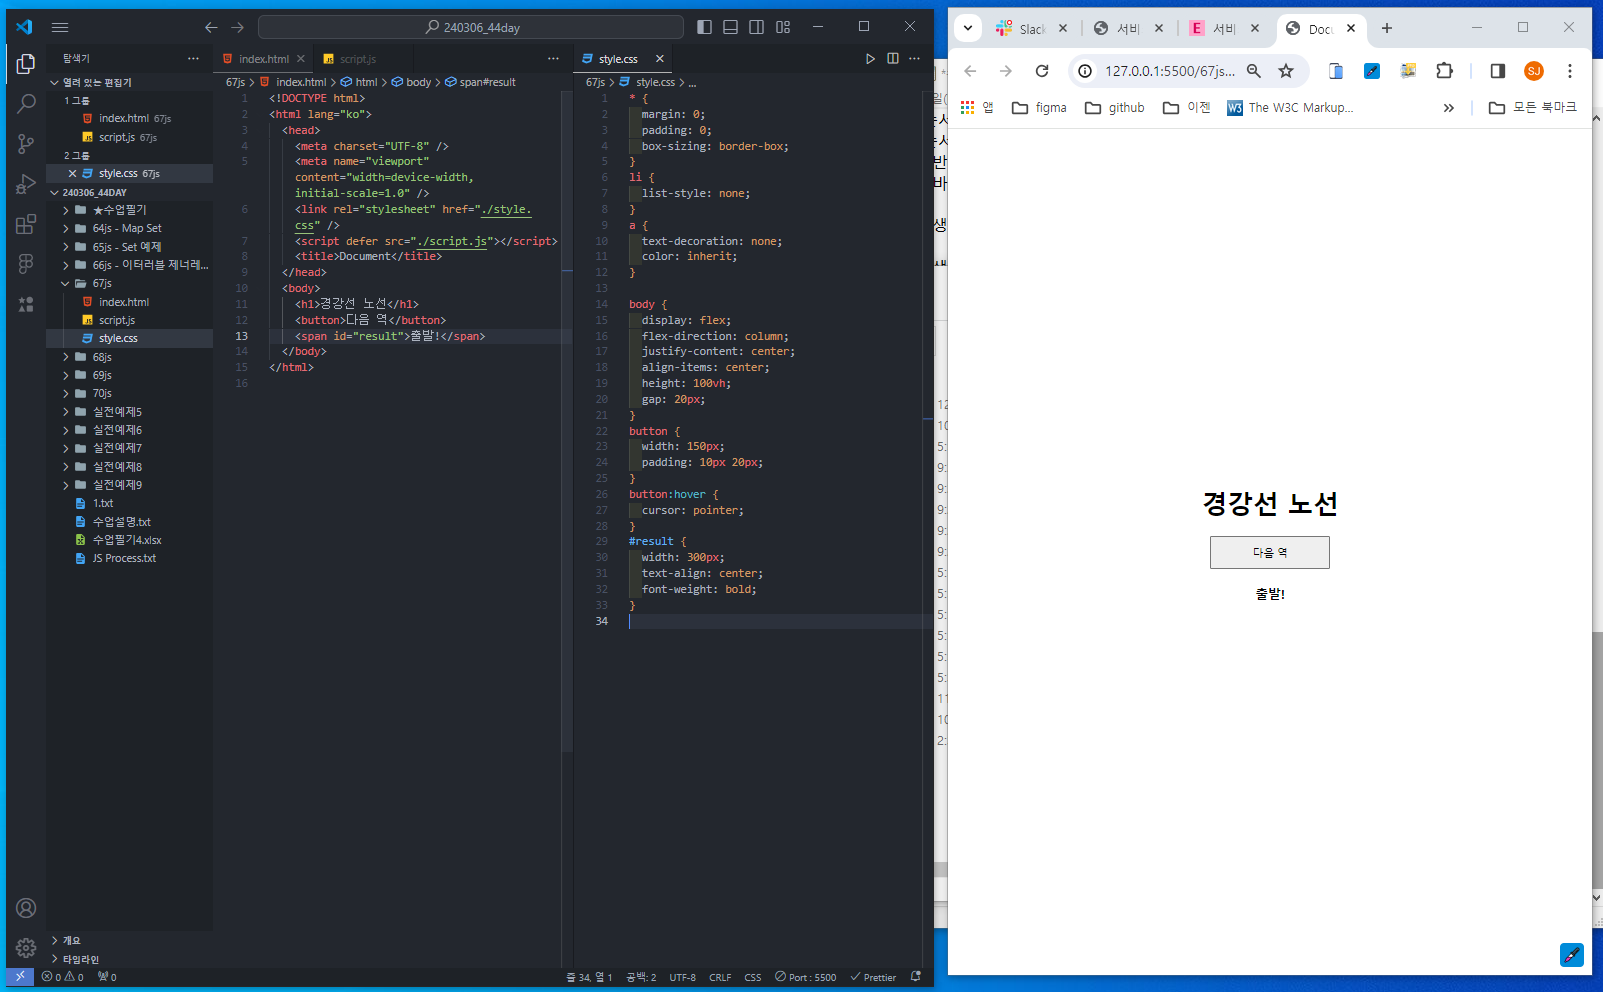 240306_44day
탐색기
열려 있는 편집기
1 그룹
index.html 67js
script.js 67js
2 그룹
style.css 67js
240306_44DAY
★수업필기
64js - Map Set
65js - Set 예제
66js - 이터러블 제너레...
67js
index.html
script.js
style.css
68js
69js
70js
실전예제5
실전예제6
실전예제7
실전예제8
실전예제9
1.txt
수업설명.txt
수업필기4.xlsx
JS Process.txt
개요
타임라인
index.html
script.js
67js > index.html > html > body > span#result
1 <!DOCTYPE html>
2 <html lang="ko">
3 <head>
4 <meta charset="UTF-8" />
5 <meta name="viewport"
content="width=device-width,
initial-scale=1.0" />
6 <link rel="stylesheet" href="./style.
css" />
7 <script defer src="./script.js"></script>
8 <title>Document</title>
9 </head>
10 <body>
11 <h1>경강선 노선</h1>
12 <button>다음 역</button>
13 <span id="result">출발!</span>
14 </body>
15 </html>
16
style.css
67js > style.css > ...
1 * {
2 margin: 0;
3 padding: 0;
4 box-sizing: border-box;
5 }
6 li {
7 list-style: none;
8 }
9 a {
10 text-decoration: none;
11 color: inherit;
12 }
13
14 body {
15 display: flex;
16 flex-direction: column;
17 justify-content: center;
18 align-items: center;
19 height: 100vh;
20 gap: 20px;
21 }
22 button {
23 width: 150px;
24 padding: 10px 20px;
25 }
26 button:hover {
27 cursor: pointer;
28 }
29 #result {
30 width: 300px;
31 text-align: center;
32 font-weight: bold;
33 }
34
0 0 0
줄 34, 열 1 공백: 2 UTF-8 CRLF CSS Port : 5500 Prettier
Slack
서비
E 서비
Docu
127.0.0.1:5500/67js...
SJ
앱 figma github 이젠 W3 The W3C Markup... 모든 북마크
경강선 노선
다음 역
출발!